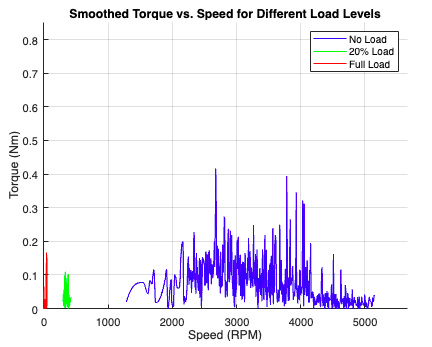 Smoothed Torque vs. Speed for Different Load Levels
No Load
20% Load
Full Load
Torque (Nm)
0.8
0.7
0.6
0.5
0.4
0.3
0.2
0.1
0
0 1000 2000 3000 4000 5000
Speed (RPM)